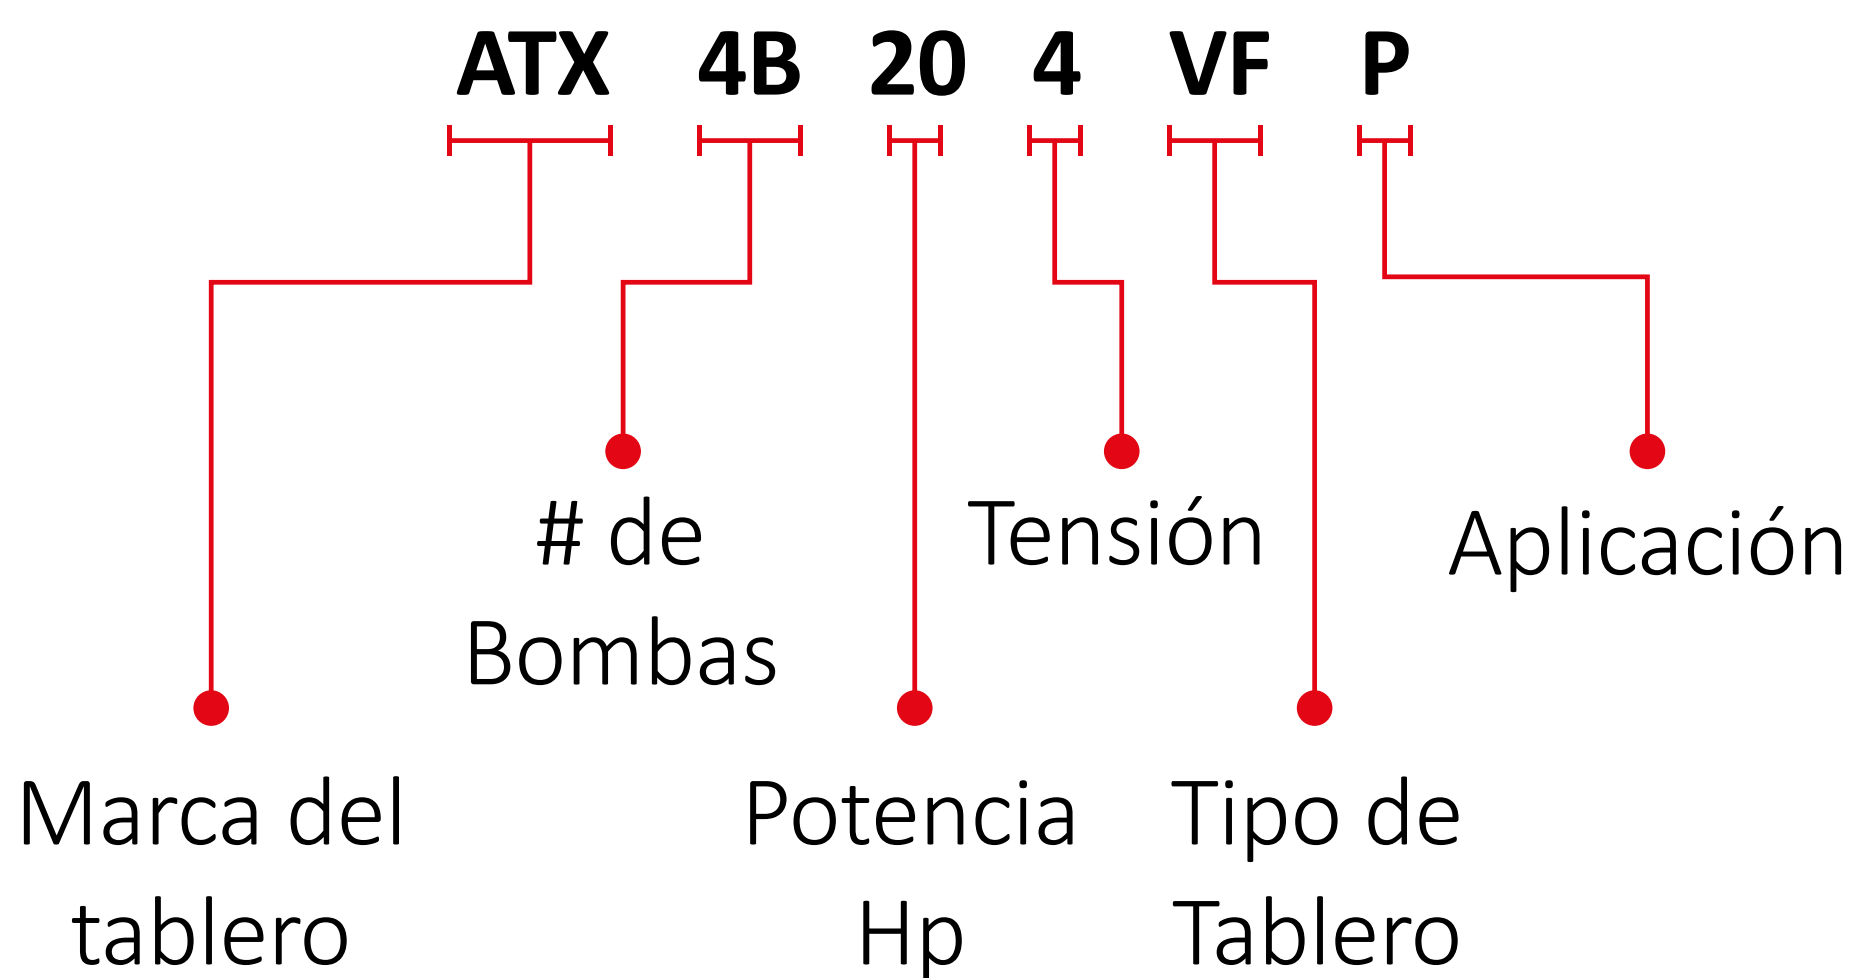 ATX 4B 20 4 VF P
# de
Bombas
Tensión
Aplicación
Marca del
tablero
Potencia
Hp
Tipo de
Tablero